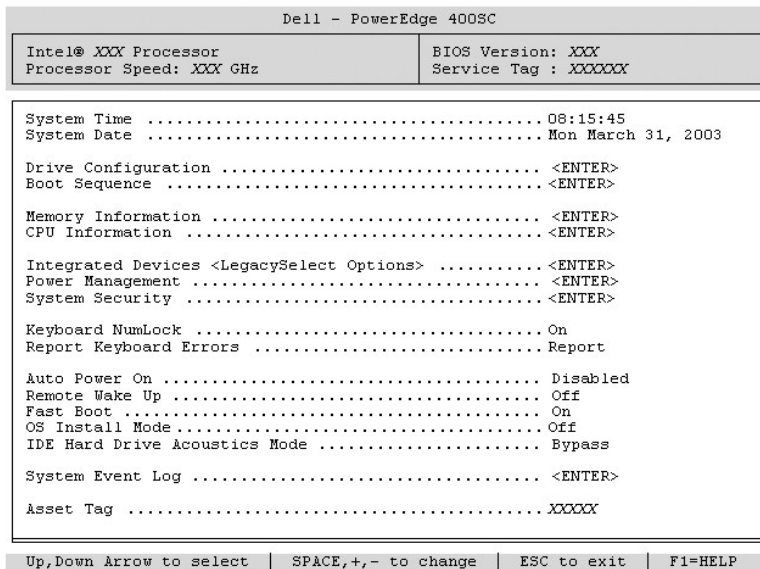 Dell - PowerEdge 400SC
Intel® XXX Processor
Processor Speed: XXX GHz
BIOS Version: XXX
Service Tag : XXXXXX
System Time ........................................ 08:15:45
System Date ........................................ Mon March 31, 2003
Drive Configuration ................................ <ENTER>
Boot Sequence ...................................... <ENTER>
Memory Information ................................. <ENTER>
CPU Information .................................... <ENTER>
Integrated Devices <LegacySelect Options> ........... <ENTER>
Power Management ................................... <ENTER>
System Security .................................... <ENTER>
Keyboard NumLock ................................... On
Report Keyboard Errors ............................. Report
Auto Power On ...................................... Disabled
Remote Wake Up ..................................... Off
Fast Boot .......................................... On
OS Install Mode..................................... Off
IDE Hard Drive Acoustics Mode ...................... Bypass
System Event Log ................................... <ENTER>
Asset Tag .......................................... XXXXX
Up,Down Arrow to select | SPACE,+,- to change | ESC to exit | F1=HELP